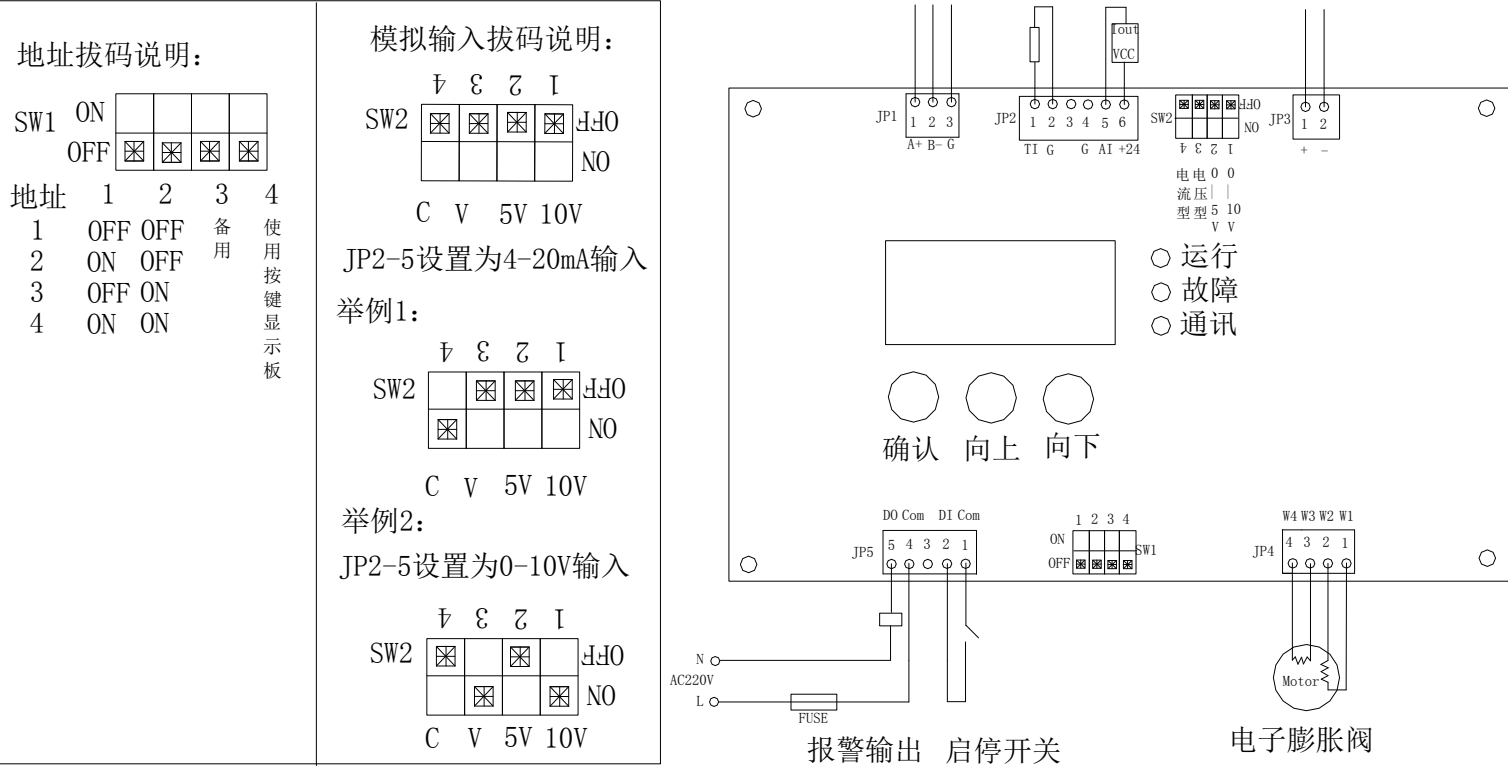 地址拔码说明：
SW1 ON
OFF
地址 1 2 3 4
1 OFF OFF 备用 使用按键显示板
2 ON OFF
3 OFF ON
4 ON ON
模拟输入拔码说明：
4 3 2 1
SW2 OFF
ON
C V 5V 10V
JP2-5设置为4-20mA输入
举例1：
4 3 2 1
SW2 OFF
ON
C V 5V 10V
举例2：
JP2-5设置为0-10V输入
4 3 2 1
SW2 OFF
ON
C V 5V 10V
Iout
VCC
JP1 1 2 3
A+ B- G
JP2 1 2 3 4 5 6
TI G G AI +24
SW2 OFF
ON
4 3 2 1
电流型 电压型 0|5V 0|10V
JP3 1 2
+ -
运行
故障
通讯
确认 向上 向下
DO Com DI Com
JP5 5 4 3 2 1
1 2 3 4
ON
OFF SW1
W4 W3 W2 W1
JP4 4 3 2 1
N
AC220V
L
FUSE
Motor
报警输出 启停开关
电子膨胀阀